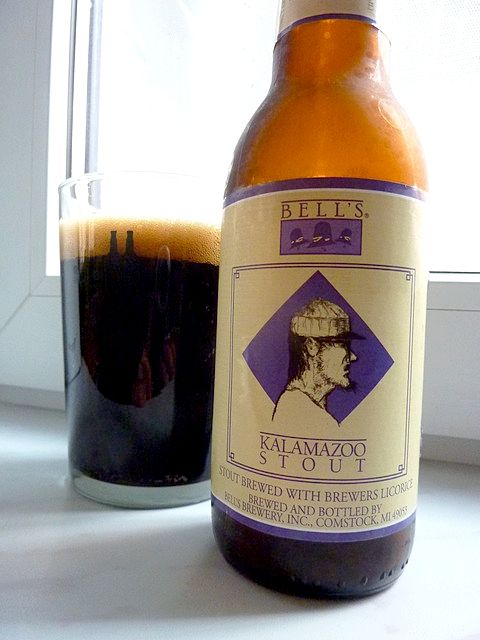 BELL'S®
KALAMAZOO
STOUT
STOUT BREWED WITH BREWERS LICORICE
BREWED AND BOTTLED BY
BELL'S BREWERY, INC., COMSTOCK, MI 49053